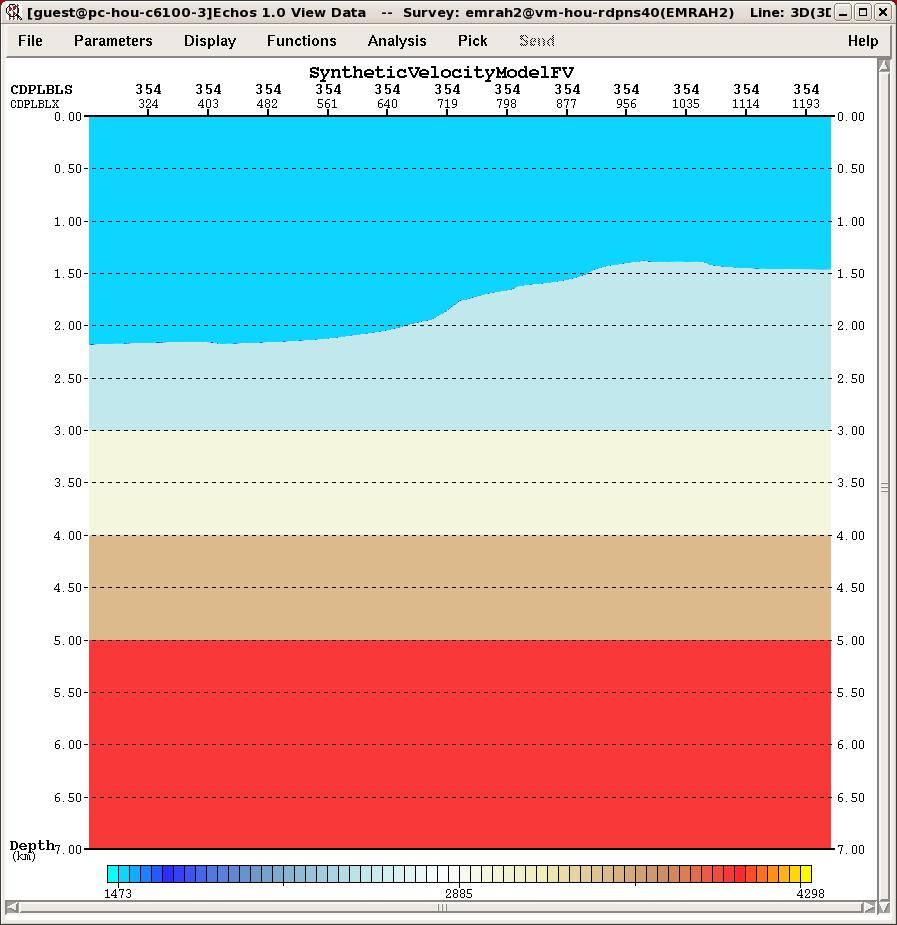 [guest@pc-hou-c6100-3]Echos 1.0 View Data -- Survey: emrah2@vm-hou-rdpns40(EMRAH2) Line: 3D(3D
File Parameters Display Functions Analysis Pick Send Help
SyntheticVelocityModelFV
CDPLBLS 354 354 354 354 354 354 354 354 354 354 354 354
CDPLBLX 324 403 482 561 640 719 798 877 956 1035 1114 1193
0.00 0.00
0.50 0.50
1.00 1.00
1.50 1.50
2.00 2.00
2.50 2.50
3.00 3.00
3.50 3.50
4.00 4.00
4.50 4.50
5.00 5.00
5.50 5.50
6.00 6.00
6.50 6.50
Depth 7.00 7.00
(km)
1473 2885 4298